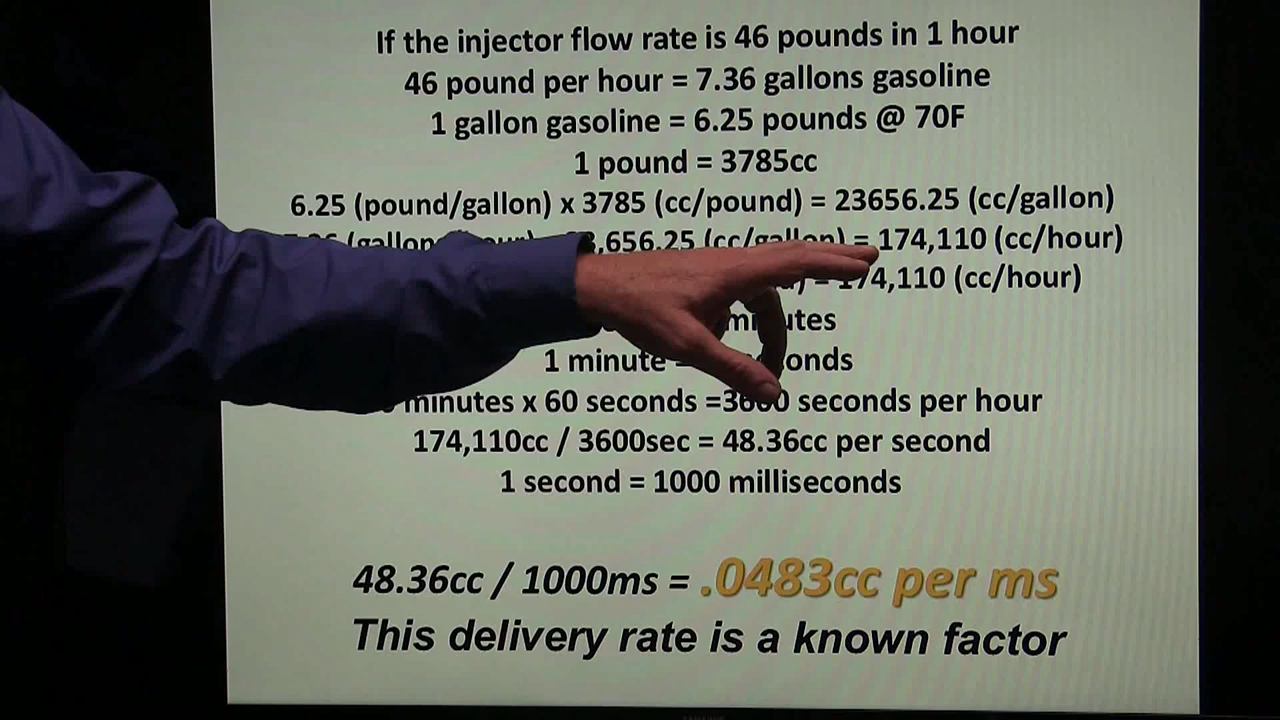 If the injector flow rate is 46 pounds in 1 hour
46 pound per hour = 7.36 gallons gasoline
1 gallon gasoline = 6.25 pounds @ 70F
1 pound = 3785cc
6.25 (pound/gallon) x 3785 (cc/pound) = 23656.25 (cc/gallon)
,656.25 (cc/gallon) = 174,110 (cc/hour)
= 174,110 (cc/hour)
1 minute
minutes x 60 seconds =3600 seconds per hour
174,110cc / 3600sec = 48.36cc per second
1 second = 1000 milliseconds
48.36cc / 1000ms = .0483cc per ms
This delivery rate is a known factor